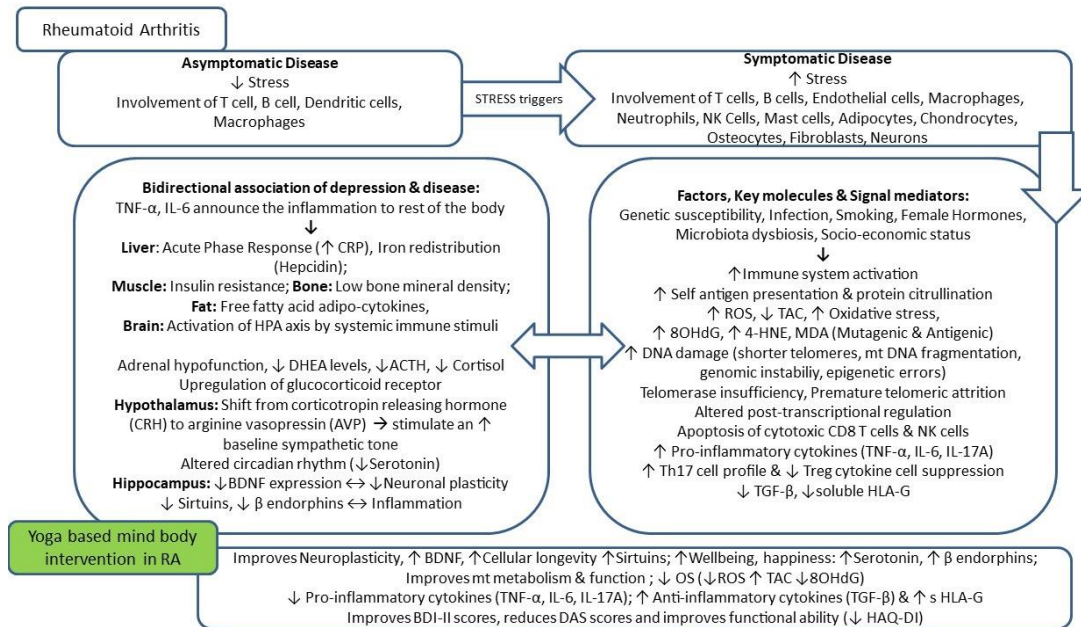 Rheumatoid Arthritis
Asymptomatic Disease
↓ Stress
Involvement of T cell, B cell, Dendritic cells,
Macrophages
STRESS triggers
Symptomatic Disease
↑ Stress
Involvement of T cells, B cells, Endothelial cells, Macrophages,
Neutrophils, NK Cells, Mast cells, Adipocytes, Chondrocytes,
Osteocytes, Fibroblasts, Neurons
Bidirectional association of depression & disease:
TNF-α, IL-6 announce the inflammation to rest of the body
↓
Liver: Acute Phase Response (↑ CRP), Iron redistribution
(Hepcidin);
Muscle: Insulin resistance; Bone: Low bone mineral density;
Fat: Free fatty acid adipo-cytokines,
Brain: Activation of HPA axis by systemic immune stimuli
Adrenal hypofunction, ↓ DHEA levels, ↓ACTH, ↓ Cortisol
Upregulation of glucocorticoid receptor
Hypothalamus: Shift from corticotropin releasing hormone
(CRH) to arginine vasopressin (AVP) → stimulate an ↑
baseline sympathetic tone
Altered circadian rhythm (↓Serotonin)
Hippocampus: ↓BDNF expression ↔ ↓Neuronal plasticity
↓ Sirtuins, ↓ β endorphins ↔ Inflammation
Factors, Key molecules & Signal mediators:
Genetic susceptibility, Infection, Smoking, Female Hormones,
Microbiota dysbiosis, Socio-economic status
↓
↑Immune system activation
↑ Self antigen presentation & protein citrullination
↑ ROS, ↓ TAC, ↑ Oxidative stress,
↑ 8OHdG, ↑ 4-HNE, MDA (Mutagenic & Antigenic)
↑ DNA damage (shorter telomeres, mt DNA fragmentation,
genomic instabiliy, epigenetic errors)
Telomerase insufficiency, Premature telomeric attrition
Altered post-transcriptional regulation
Apoptosis of cytotoxic CD8 T cells & NK cells
↑ Pro-inflammatory cytokines (TNF-α, IL-6, IL-17A)
↑ Th17 cell profile & ↓ Treg cytokine cell suppression
↓ TGF-β, ↓soluble HLA-G
Yoga based mind body
intervention in RA
Improves Neuroplasticity, ↑ BDNF, ↑Cellular longevity ↑Sirtuins; ↑Wellbeing, happiness: ↑Serotonin, ↑ β endorphins;
Improves mt metabolism & function ; ↓ OS (↓ROS ↑ TAC ↓8OHdG)
↓ Pro-inflammatory cytokines (TNF-α, IL-6, IL-17A); ↑ Anti-inflammatory cytokines (TGF-β) & ↑ s HLA-G
Improves BDI-II scores, reduces DAS scores and improves functional ability (↓ HAQ-DI)